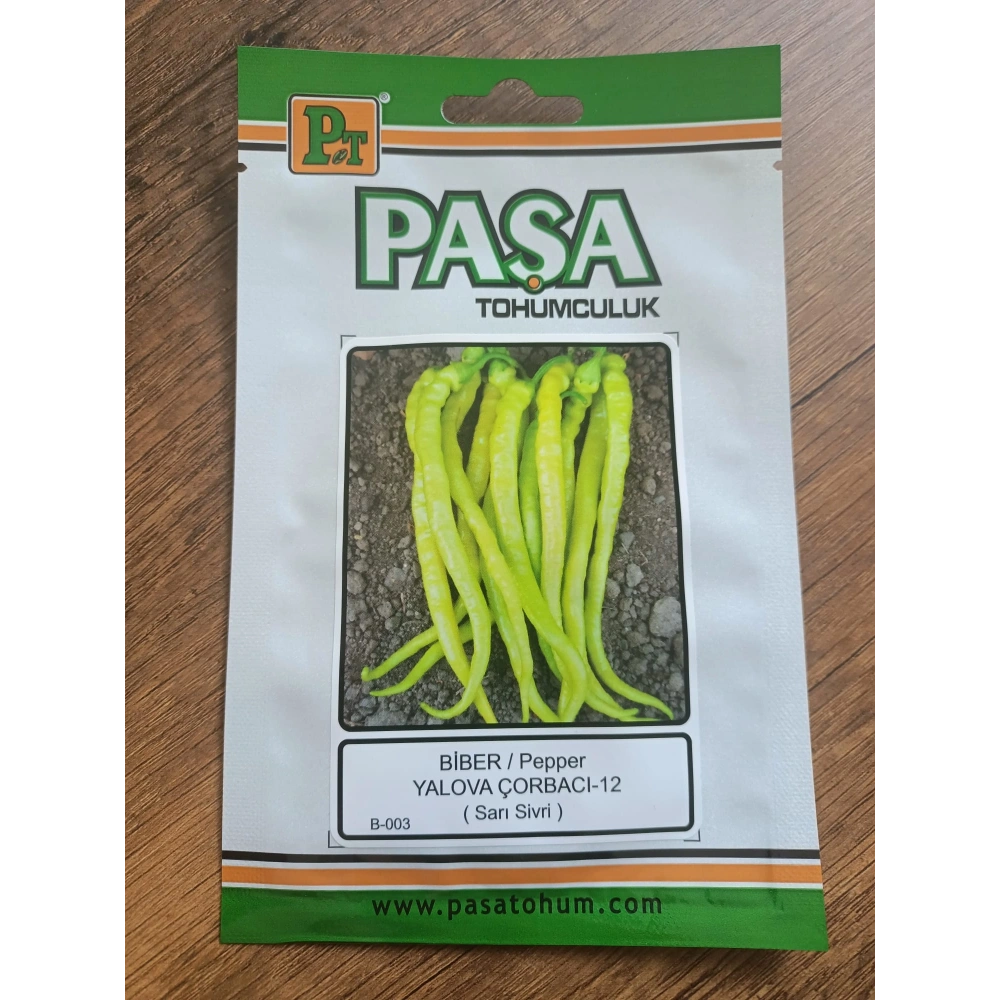 PeT®
PAŞA
TOHUMCULUK
BİBER / Pepper
YALOVA ÇORBACI-12
( Sarı Sivri )
B-003
www.pasatohum.com